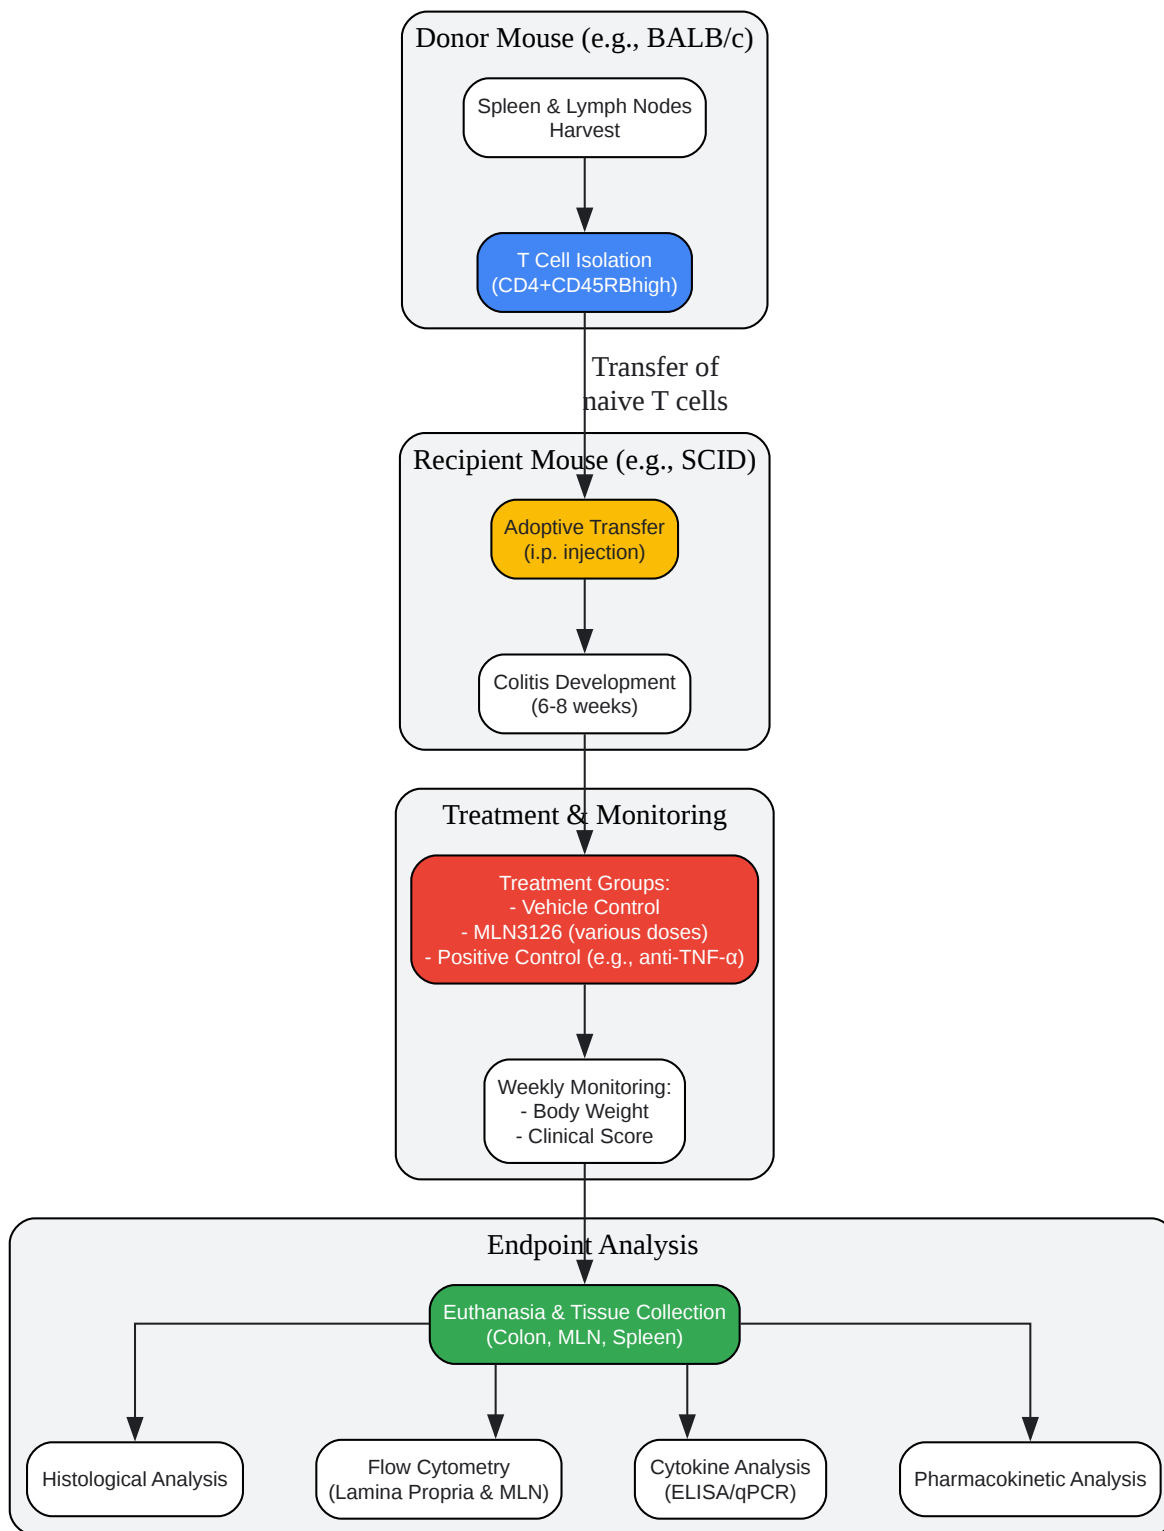 Donor Mouse (e.g., BALB/c)
Spleen & Lymph Nodes
Harvest
T Cell Isolation
(CD4+CD45RBhigh)
Transfer of
naive T cells
Recipient Mouse (e.g., SCID)
Adoptive Transfer
(i.p. injection)
Colitis Development
(6-8 weeks)
Treatment & Monitoring
Treatment Groups:
- Vehicle Control
- MLN3126 (various doses)
- Positive Control (e.g., anti-TNF-α)
Weekly Monitoring:
- Body Weight
- Clinical Score
Endpoint Analysis
Euthanasia & Tissue Collection
(Colon, MLN, Spleen)
Histological Analysis
Flow Cytometry
(Lamina Propria & MLN)
Cytokine Analysis
(ELISA/qPCR)
Pharmacokinetic Analysis